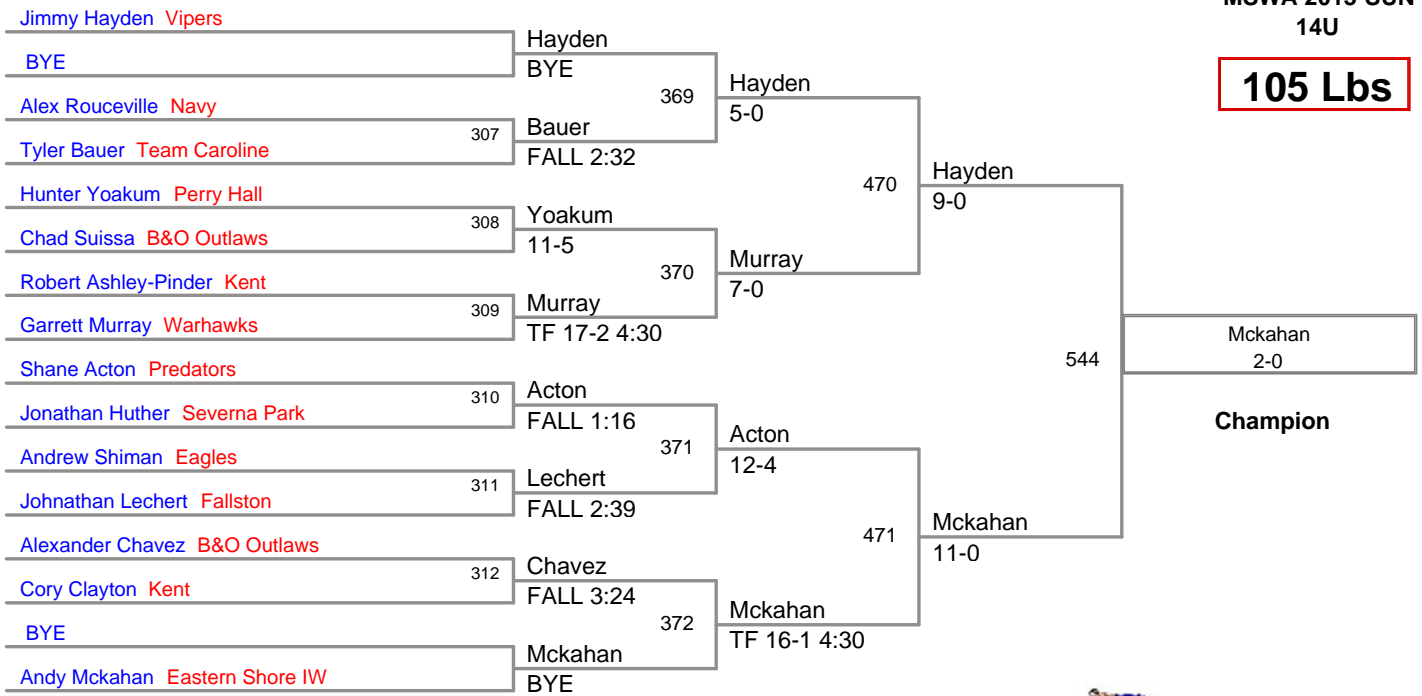 14U
105 Lbs
Jimmy Hayden Vipers
BYE
Alex Rouceville Navy
Tyler Bauer Team Caroline
Hunter Yoakum Perry Hall
Chad Suissa B&O Outlaws
Robert Ashley-Pinder Kent
Garrett Murray Warhawks
Shane Acton Predators
Jonathan Huther Severna Park
Andrew Shiman Eagles
Johnathan Lechert Fallston
Alexander Chavez B&O Outlaws
Cory Clayton Kent
BYE
Andy Mckahan Eastern Shore IW
307
308
309
310
311
312
Hayden
BYE
Bauer
FALL 2:32
Yoakum
11-5
Murray
TF 17-2 4:30
Acton
FALL 1:16
Lechert
FALL 2:39
Chavez
FALL 3:24
Mckahan
BYE
369
370
371
372
Hayden
5-0
Murray
7-0
Acton
12-4
Mckahan
TF 16-1 4:30
470
471
Hayden
9-0
Mckahan
11-0
544
Mckahan
2-0
Champion